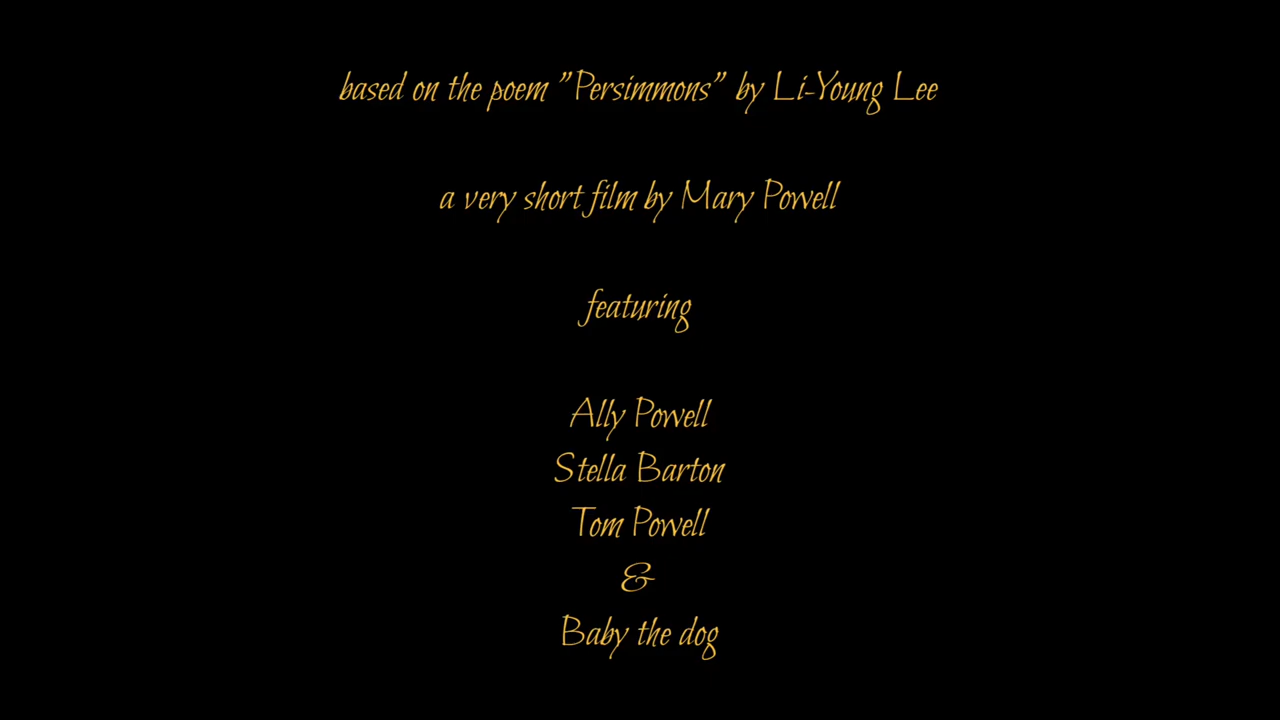 based on the poem "Persimmons" by Li-Young Lee
a very short film by Mary Powell
featuring
Ally Powell
Stella Barton
Tom Powell
&
Baby the dog